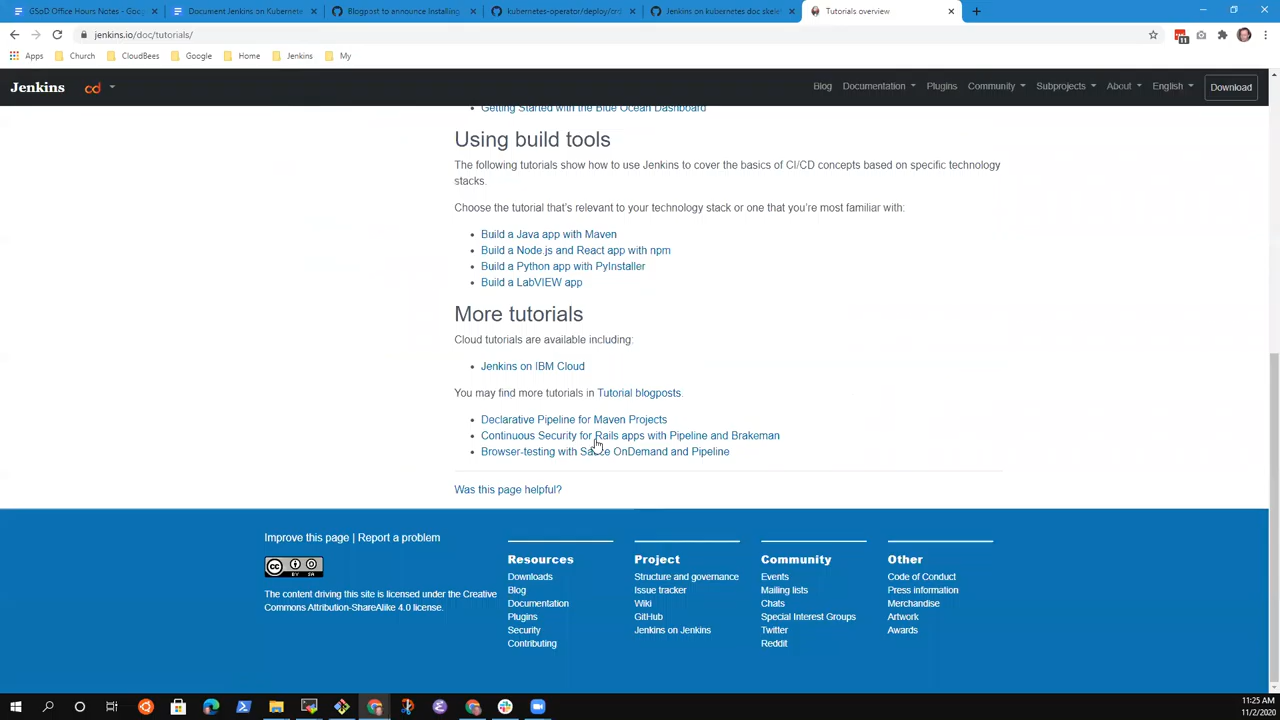 GSoD Office Hours Notes - Goog
Document Jenkins on Kubernete
Blogpost to announce Installing
kubernetes-operator/deploy/crd
Jenkins on kubernetes doc skele
Tutorials overview
jenkins.io/doc/tutorials/
11
Apps
Church
CloudBees
Google
Home
Jenkins
My
Jenkins
cd
Blog
Documentation
Plugins
Community
Subprojects
About
English
Download
Getting Started with the Blue Ocean Dashboard
Using build tools
The following tutorials show how to use Jenkins to cover the basics of CI/CD concepts based on specific technology
stacks.
Choose the tutorial that's relevant to your technology stack or one that you're most familiar with:
Build a Java app with Maven
Build a Node.js and React app with npm
Build a Python app with PyInstaller
Build a LabVIEW app
More tutorials
Cloud tutorials are available including:
Jenkins on IBM Cloud
You may find more tutorials in Tutorial blogposts.
Declarative Pipeline for Maven Projects
Continuous Security for Rails apps with Pipeline and Brakeman
Browser-testing with Sauce OnDemand and Pipeline
Was this page helpful?
Improve this page | Report a problem
CC BY SA
The content driving this site is licensed under the Creative
Commons Attribution-ShareAlike 4.0 license.
Resources
Downloads
Blog
Documentation
Plugins
Security
Contributing
Project
Structure and governance
Issue tracker
Wiki
GitHub
Jenkins on Jenkins
Community
Events
Mailing lists
Chats
Special Interest Groups
Twitter
Reddit
Other
Code of Conduct
Press information
Merchandise
Artwork
Awards
11:25 AM
11/2/2020